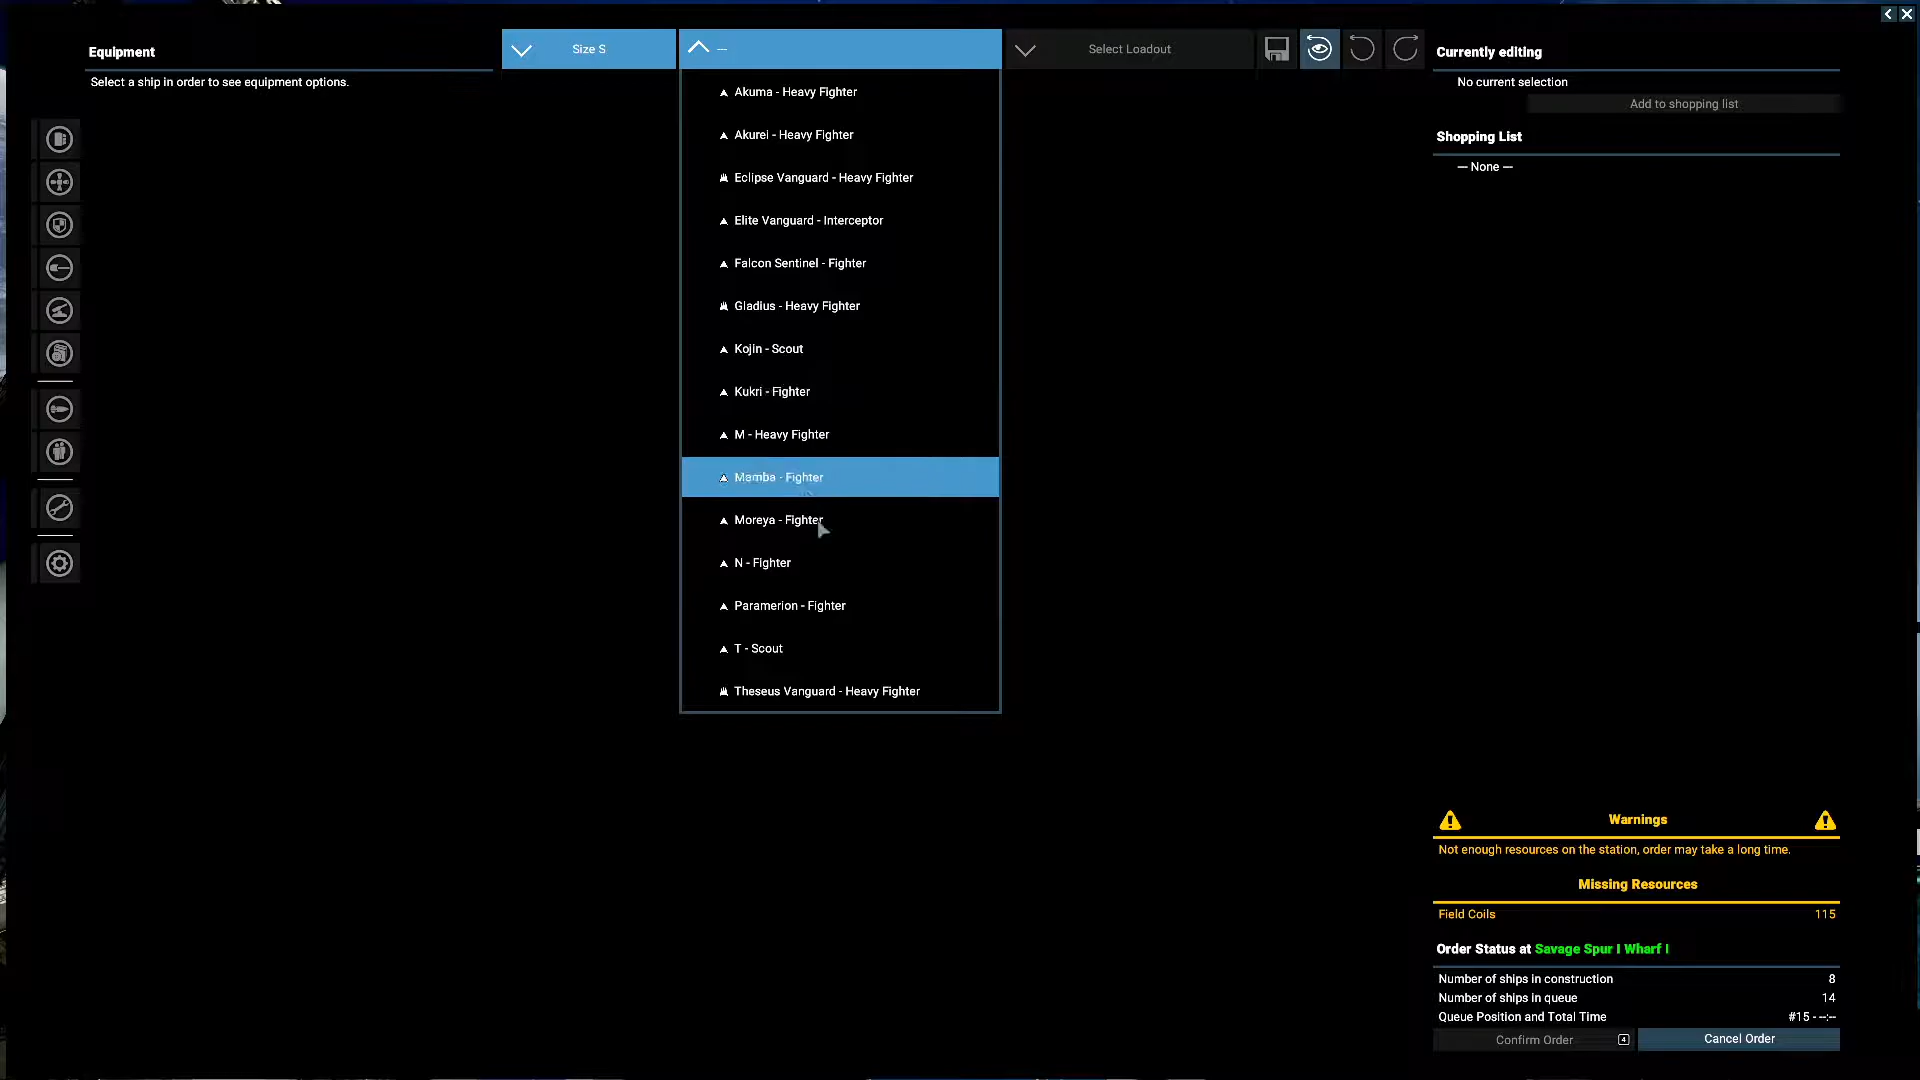 Equipment
Select a ship in order to see equipment options.
Size S
—
Akuma - Heavy Fighter
Akurei - Heavy Fighter
Eclipse Vanguard - Heavy Fighter
Elite Vanguard - Interceptor
Falcon Sentinel - Fighter
Gladius - Heavy Fighter
Kojin - Scout
Kukri - Fighter
M - Heavy Fighter
Mamba - Fighter
Moreya - Fighter
N - Fighter
Paramerion - Fighter
T - Scout
Theseus Vanguard - Heavy Fighter
Select Loadout
Currently editing
No current selection
Add to shopping list
Shopping List
— None —
Warnings
Not enough resources on the station, order may take a long time.
Missing Resources
Field Coils 115
Order Status at Savage Spur I Wharf I
Number of ships in construction 8
Number of ships in queue 14
Queue Position and Total Time #15 - --:--
Confirm Order 4 Cancel Order